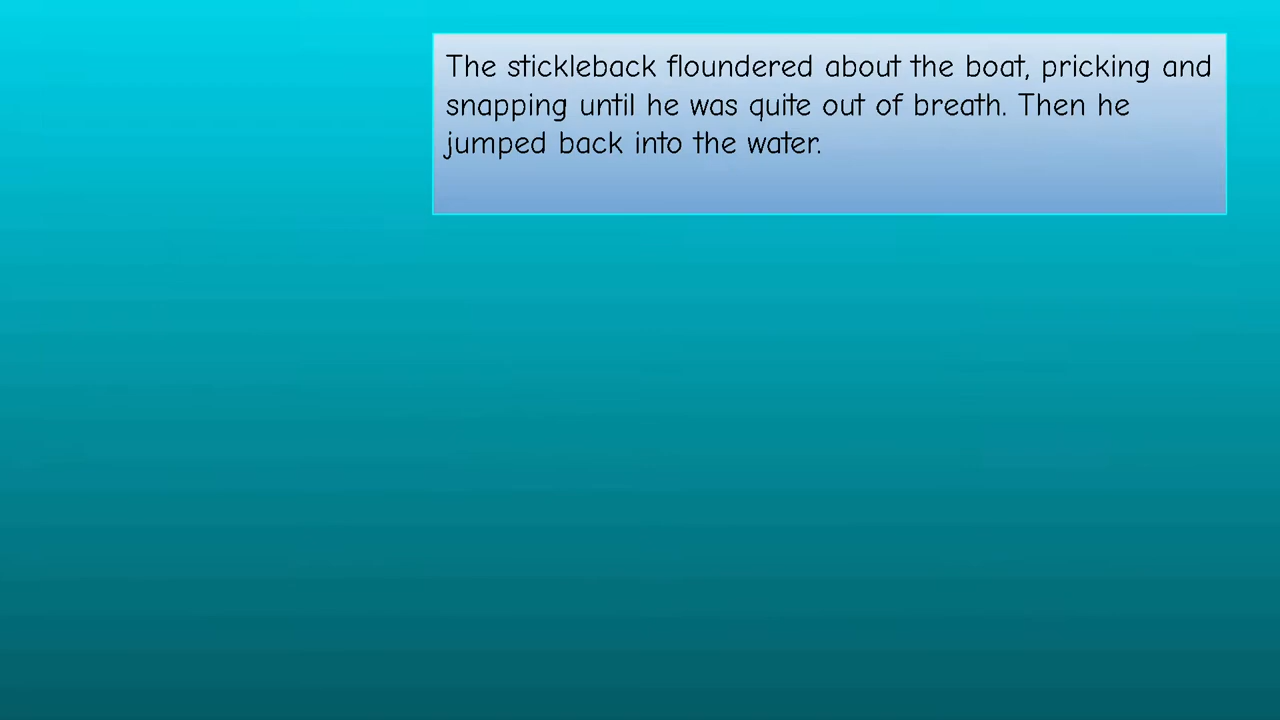 The stickleback floundered about the boat, pricking and
snapping until he was quite out of breath. Then he
jumped back into the water.